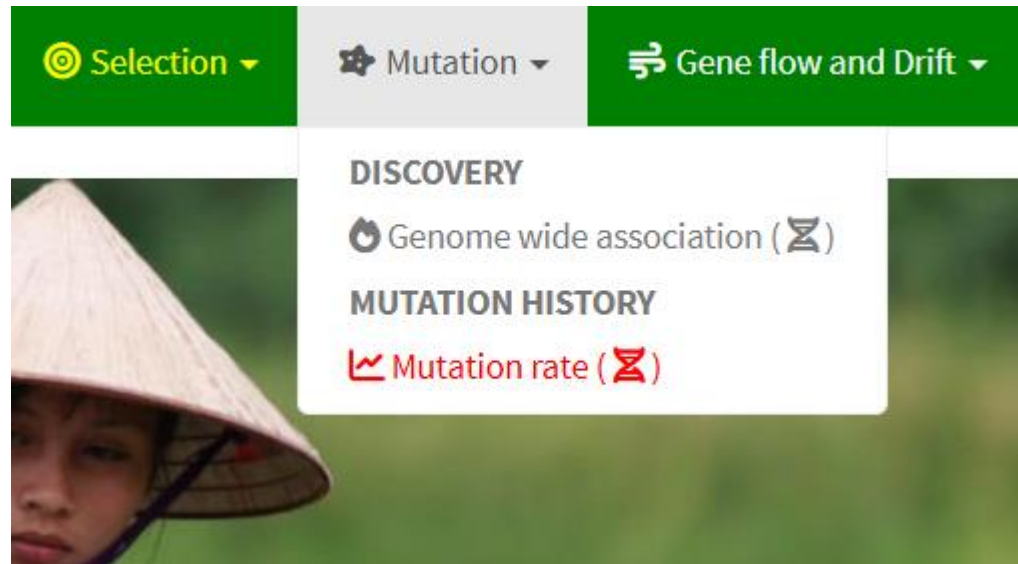 Selection Mutation Gene flow and Drift
DISCOVERY
Genome wide association ( )
MUTATION HISTORY
Mutation rate ( )